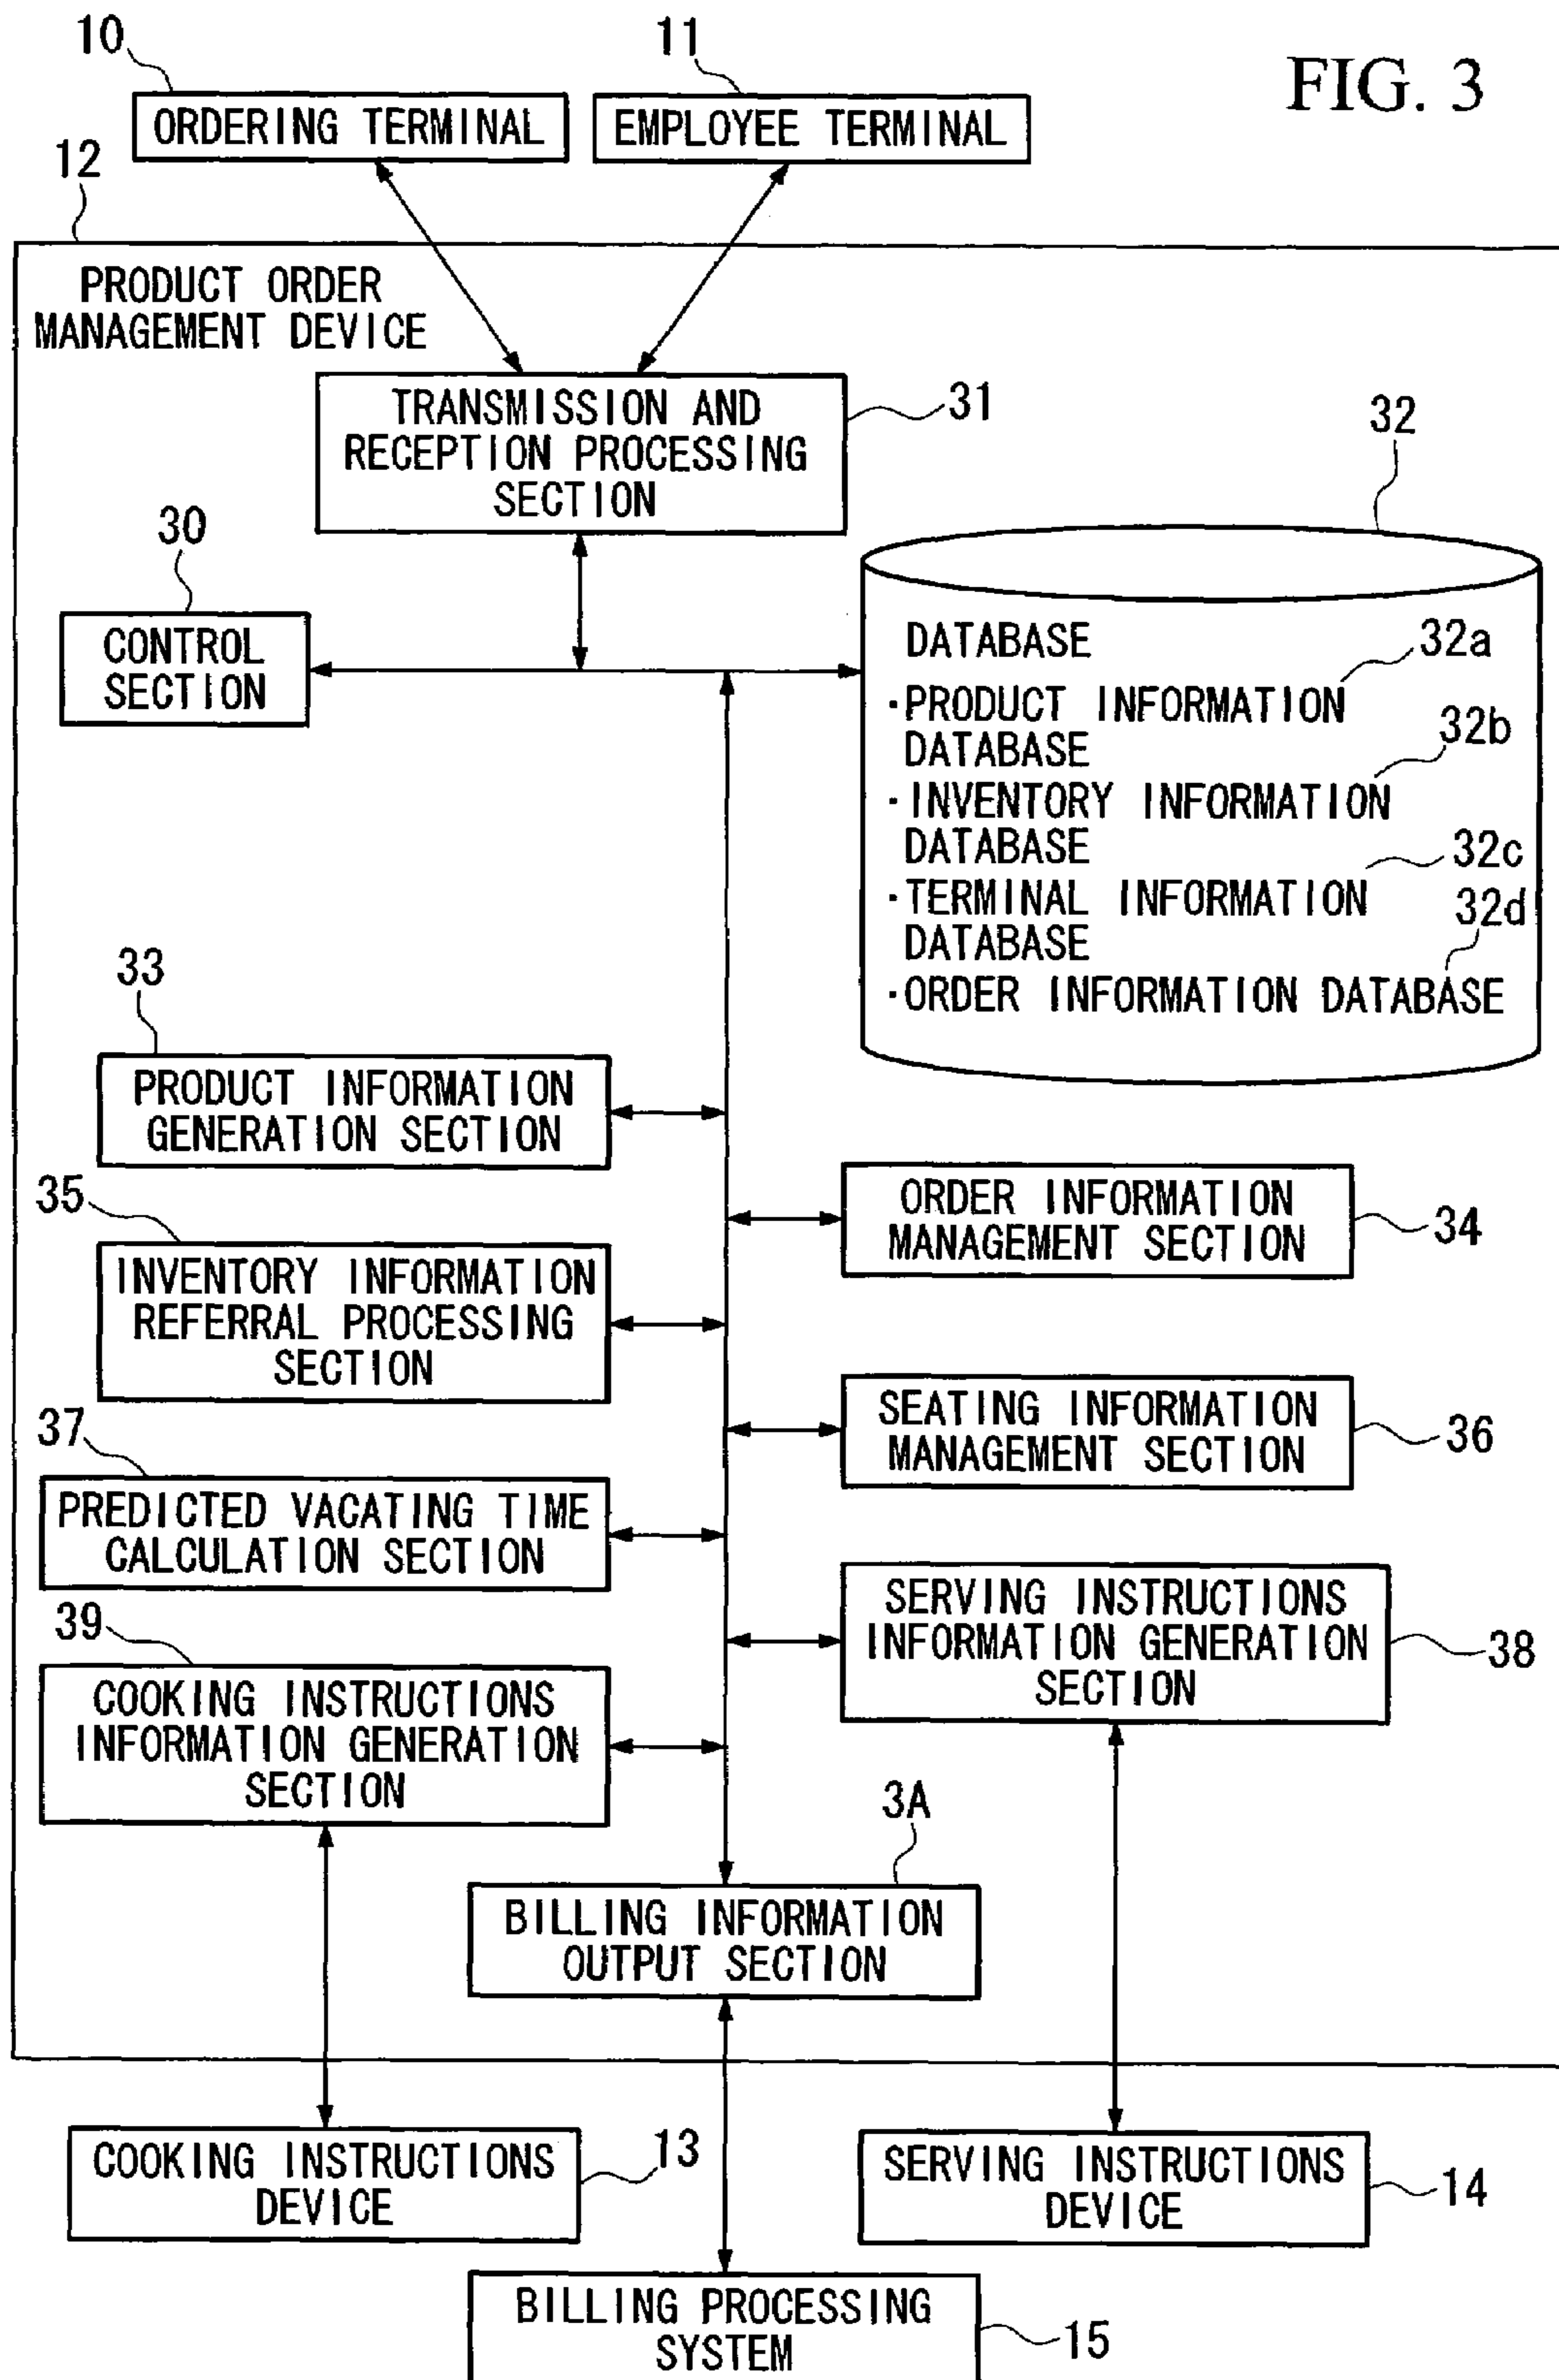 FIG. 3
10
11
ORDERING TERMINAL
EMPLOYEE TERMINAL
12
PRODUCT ORDER
MANAGEMENT DEVICE
TRANSMISSION AND
RECEPTION PROCESSING
SECTION
31
32
30
CONTROL
SECTION
DATABASE
32a
·PRODUCT INFORMATION
DATABASE
32b
·INVENTORY INFORMATION
DATABASE
32c
·TERMINAL INFORMATION
DATABASE
32d
·ORDER INFORMATION DATABASE
33
PRODUCT INFORMATION
GENERATION SECTION
ORDER INFORMATION
MANAGEMENT SECTION
34
35
INVENTORY INFORMATION
REFERRAL PROCESSING
SECTION
SEATING INFORMATION
MANAGEMENT SECTION
36
37
PREDICTED VACATING TIME
CALCULATION SECTION
SERVING INSTRUCTIONS
INFORMATION GENERATION
SECTION
38
39
COOKING INSTRUCTIONS
INFORMATION GENERATION
SECTION
3A
BILLING INFORMATION
OUTPUT SECTION
COOKING INSTRUCTIONS
DEVICE
13
SERVING INSTRUCTIONS
DEVICE
14
BILLING PROCESSING
SYSTEM
15